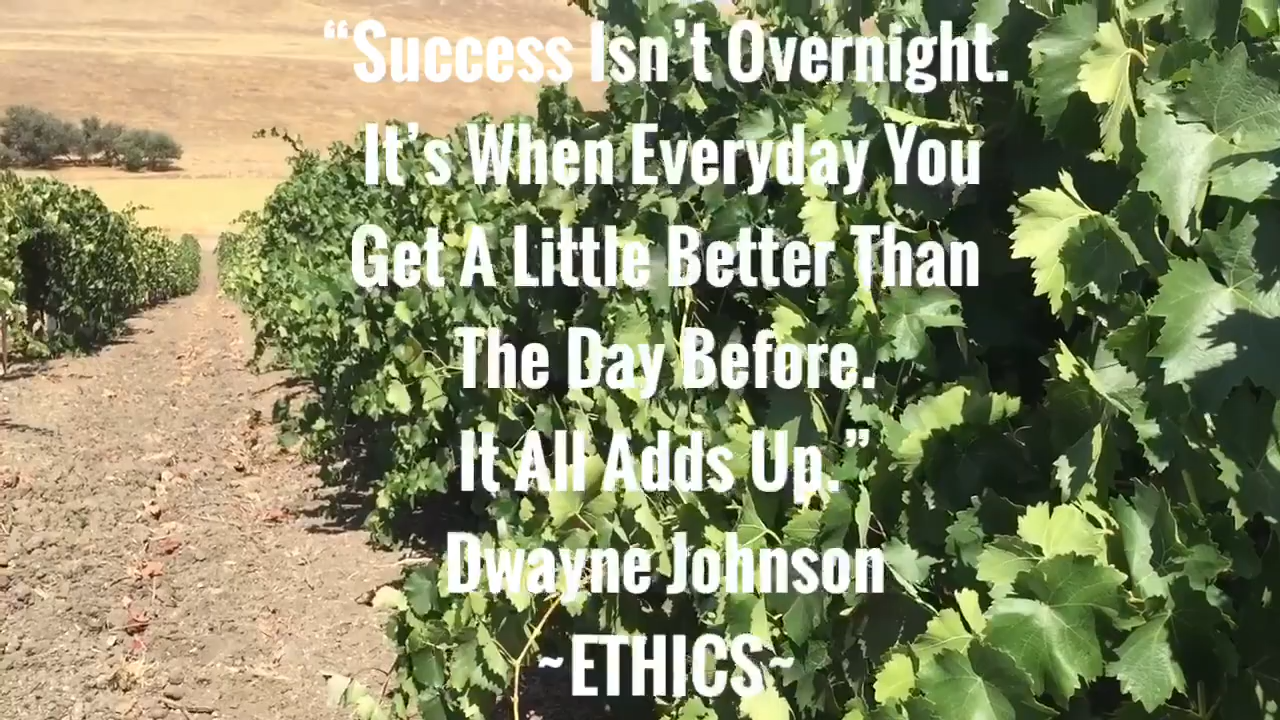 “Success Isn’t Overnight.
It’s When Everyday You
Get A Little Better Than
The Day Before.
It All Adds Up.”
Dwayne Johnson
~ETHICS~